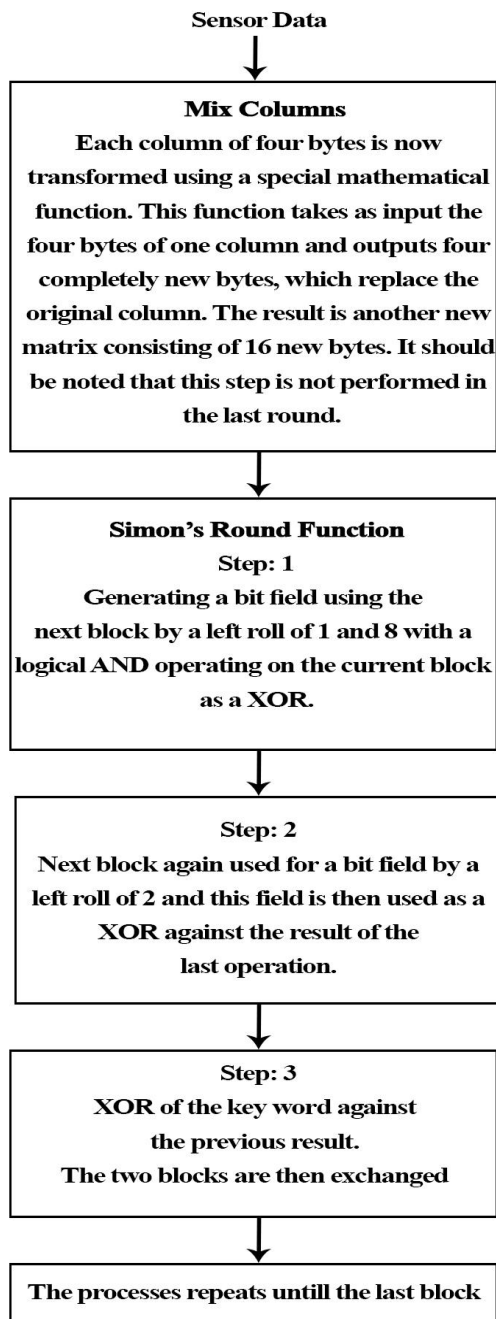 Sensor Data
Mix Columns
Each column of four bytes is now
transformed using a special mathematical
function. This function takes as input the
four bytes of one column and outputs four
completely new bytes, which replace the
original column. The result is another new
matrix consisting of 16 new bytes. It should
be noted that this step is not performed in
the last round.
Simon's Round Function
Step: 1
Generating a bit field using the
next block by a left roll of 1 and 8 with a
logical AND operating on the current block
as a XOR.
Step: 2
Next block again used for a bit field by a
left roll of 2 and this field is then used as a
XOR against the result of the
last operation.
Step: 3
XOR of the key word against
the previous result.
The two blocks are then exchanged
The processes repeats untill the last block